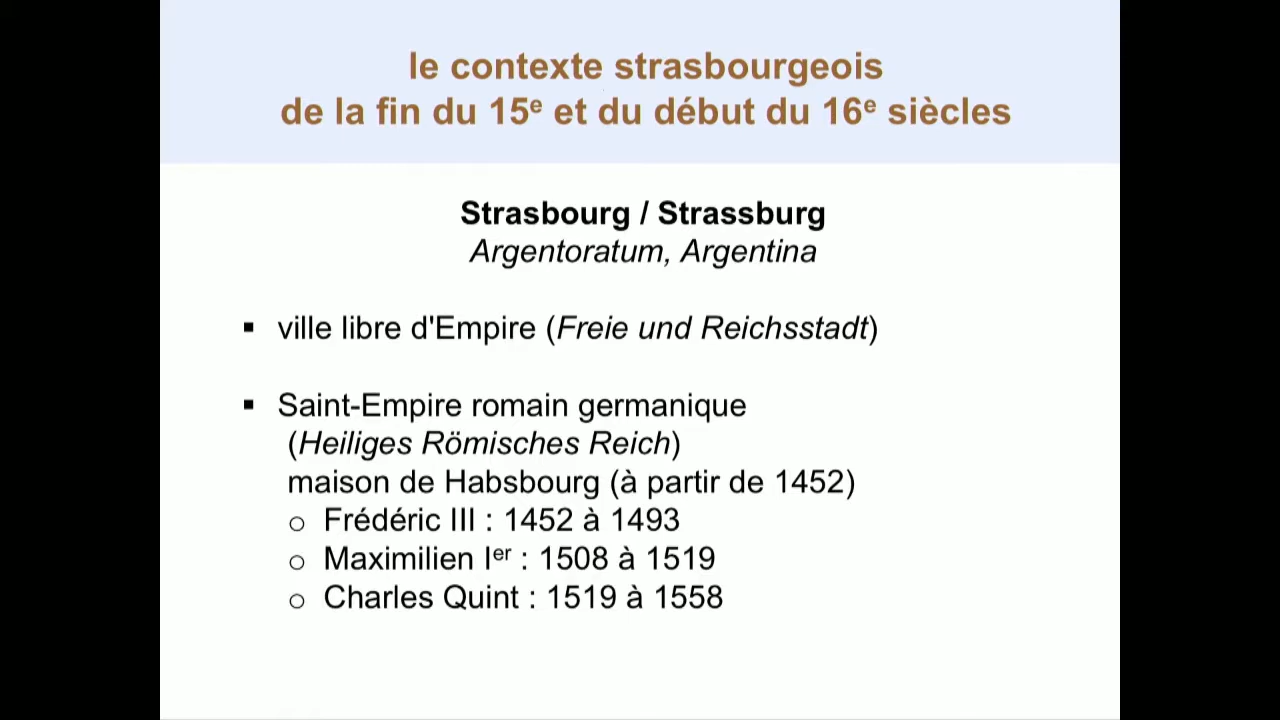 le contexte strasbourgeois
de la fin du 15e et du début du 16e siècles
Strasbourg / Strassburg
Argentoratum, Argentina
▪ ville libre d'Empire (Freie und Reichsstadt)
▪ Saint-Empire romain germanique
(Heiliges Römisches Reich)
maison de Habsbourg (à partir de 1452)
o Frédéric III : 1452 à 1493
o Maximilien Ier : 1508 à 1519
o Charles Quint : 1519 à 1558